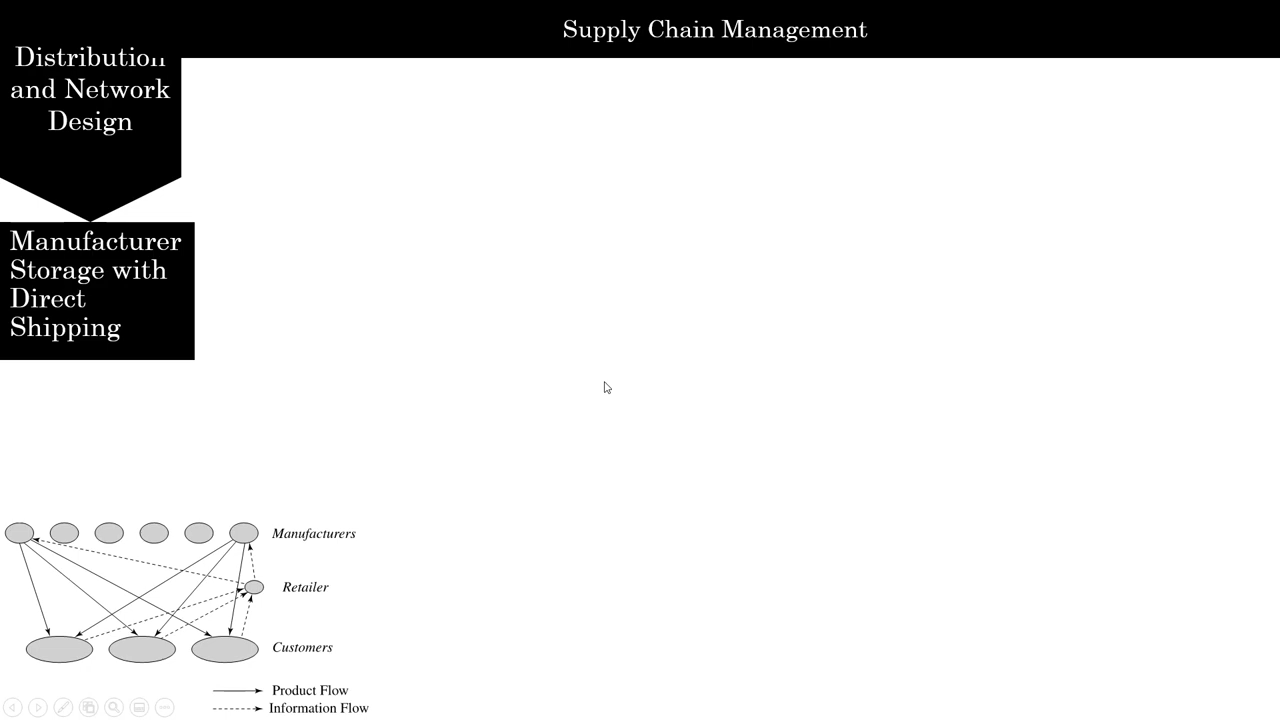 Supply Chain Management
Distribution
and Network
Design
Manufacturer
Storage with
Direct
Shipping
Manufacturers
Retailer
Customers
Product Flow
Information Flow